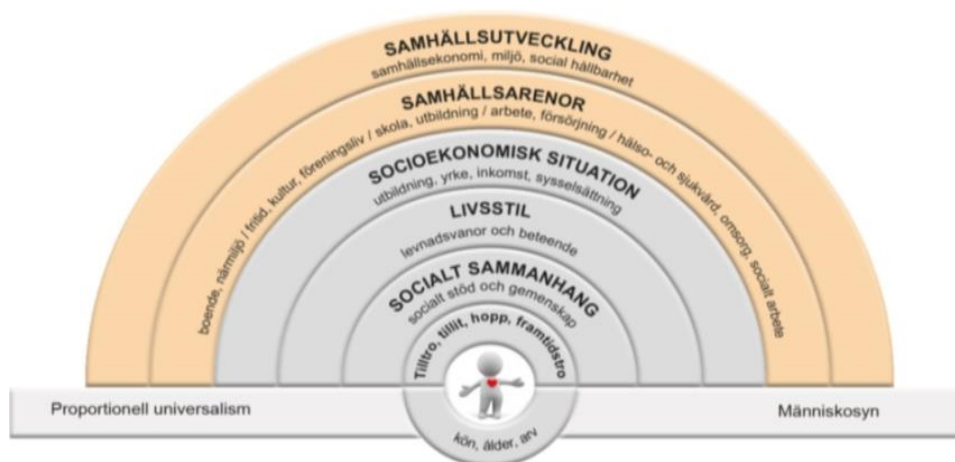 SAMHÄLLSUTVECKLING
samhällsekonomi, miljö, social hållbarhet
SAMHÄLLSARENOR
boende, närmiljö / fritid, kultur, föreningsliv / skola, utbildning / arbete, försörjning / hälso- och sjukvård, omsorg, socialt arbete
SOCIOEKONOMISK SITUATION
utbildning, yrke, inkomst, sysselsättning
LIVSSTIL
levnadsvanor och beteende
SOCIALT SAMMANHANG
socialt stöd och gemenskap
Tilltro, tillit, hopp, framtidstro
Proportionell universalism
Människosyn
kön, ålder, arv